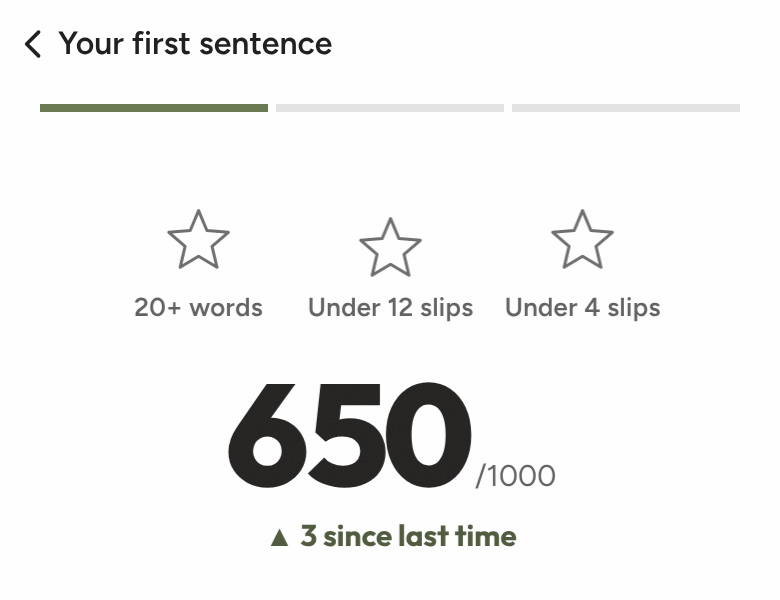 Your first sentence
20+ words
Under 12 slips
Under 4 slips
650/1000
▲ 3 since last time